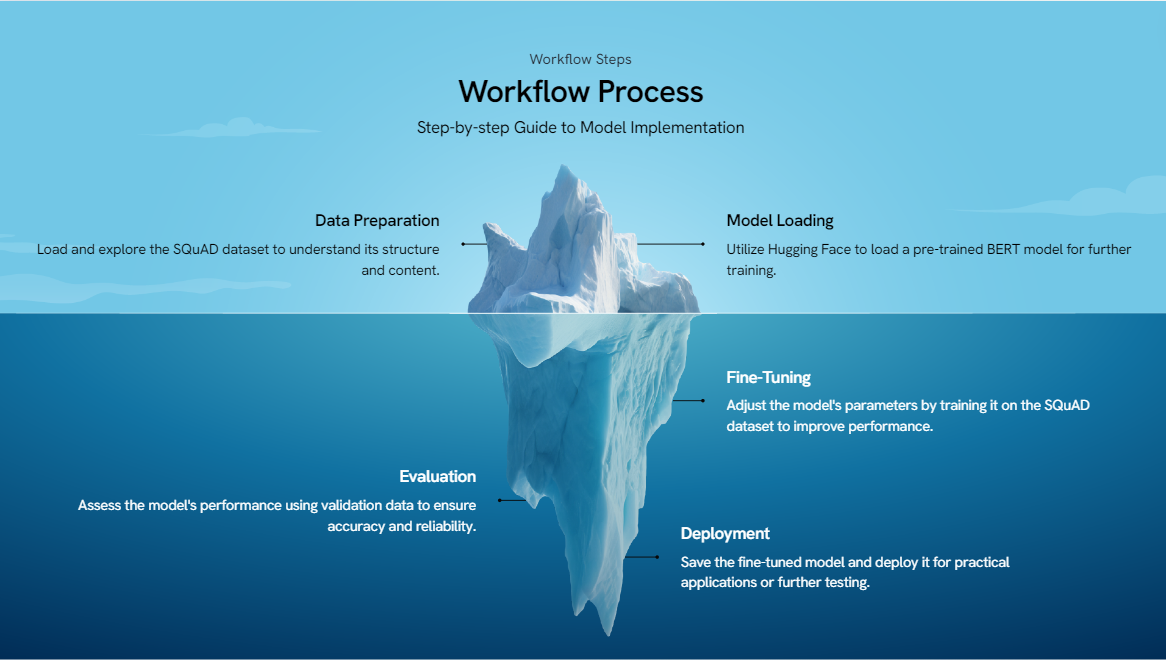 Workflow Steps
Workflow Process
Step-by-step Guide to Model Implementation
Data Preparation
Load and explore the SQuAD dataset to understand its structure
and content.
Model Loading
Utilize Hugging Face to load a pre-trained BERT model for further
training.
Fine-Tuning
Adjust the model's parameters by training it on the SQuAD
dataset to improve performance.
Evaluation
Assess the model's performance using validation data to ensure
accuracy and reliability.
Deployment
Save the fine-tuned model and deploy it for practical
applications or further testing.